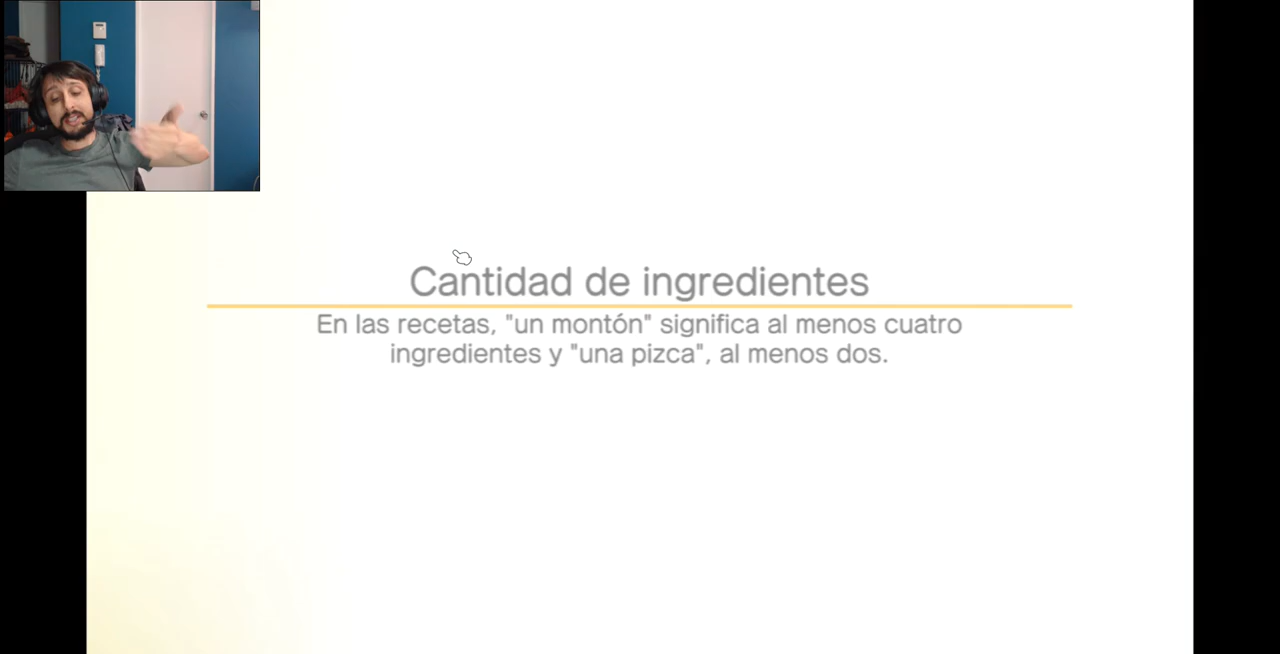 Cantidad de ingredientes
En las recetas, "un montón" significa al menos cuatro
ingredientes y "una pizca", al menos dos.